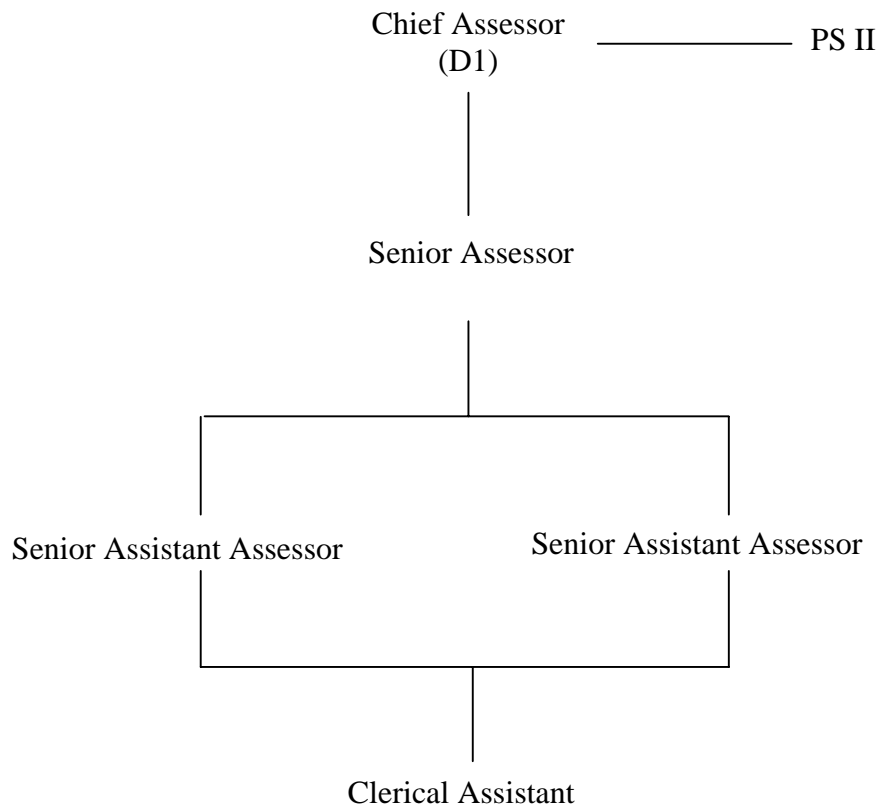 Chief Assessor
(D1)
PS II
Senior Assessor
Senior Assistant Assessor
Senior Assistant Assessor
Clerical Assistant